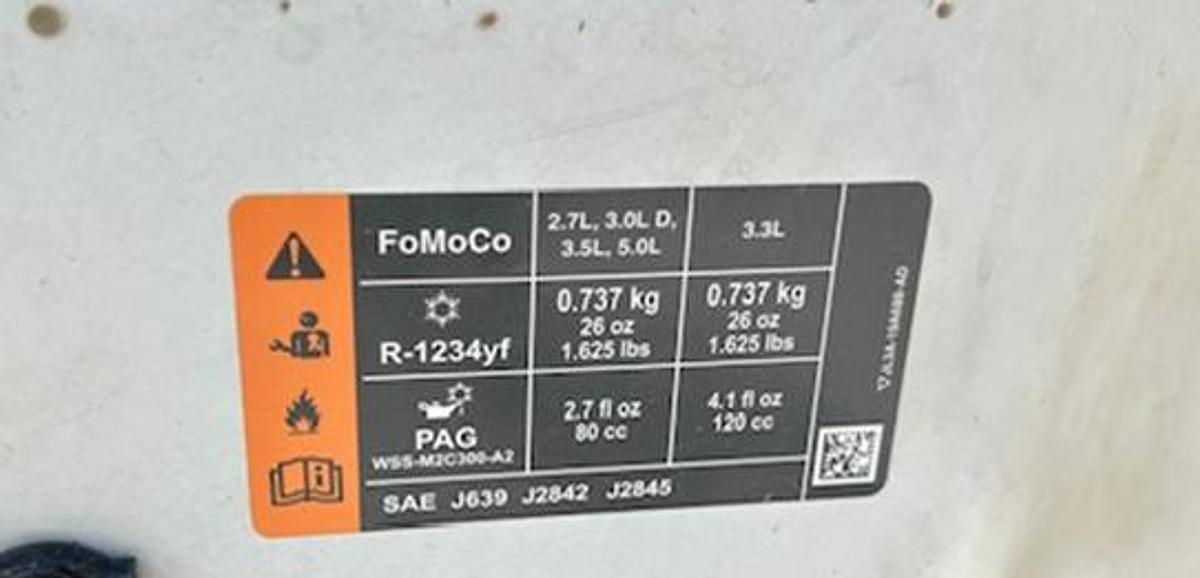 FoMoCo
2.7L, 3.0L D,
3.5L, 5.0L
3.3L
R-1234yf
0.737 kg
26 oz
1.625 lbs
0.737 kg
26 oz
1.625 lbs
PAG
WSS-M2C300-A2
2.7 fl oz
80 cc
4.1 fl oz
120 cc
SAE J639 J2842 J2845